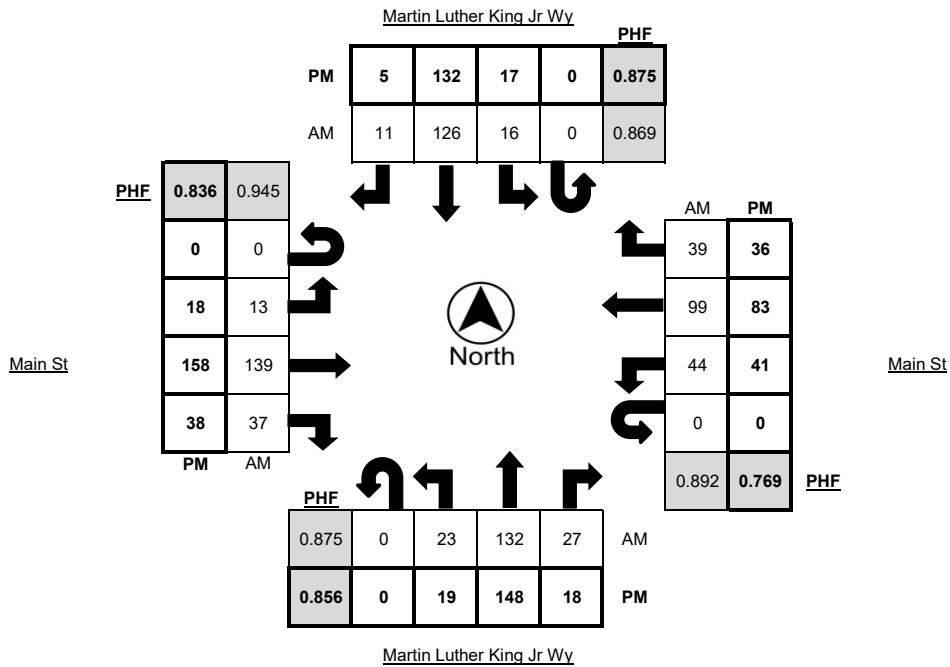 Martin Luther King Jr Wy
PHF
PM 5 132 17 0 0.875
AM 11 126 16 0 0.869
PHF 0.836 0.945
0 0
18 13
158 139
38 37
PM AM
Main St
North
AM PM
39 36
99 83
44 41
0 0
0.892 0.769 PHF
Main St
PHF
0.875 0 23 132 27 AM
0.856 0 19 148 18 PM
Martin Luther King Jr Wy